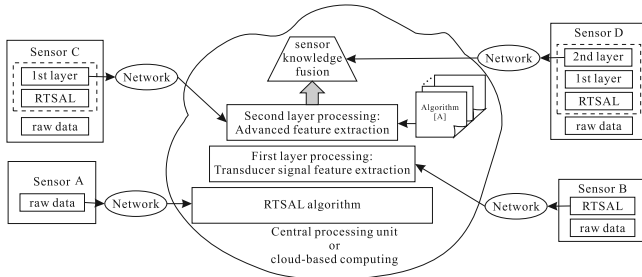 Sensor C
1st layer
RTSAL
raw data
Network
sensor
knowledge
fusion
Network
Sensor D
2nd layer
1st layer
RTSAL
raw data
Second layer processing:
Advanced feature extraction
Algorithm
[A]
First layer processing:
Transducer signal feature extraction
Sensor A
raw data
Network
RTSAL algorithm
Network
Sensor B
RTSAL
raw data
Central processing unit
or
cloud-based computing